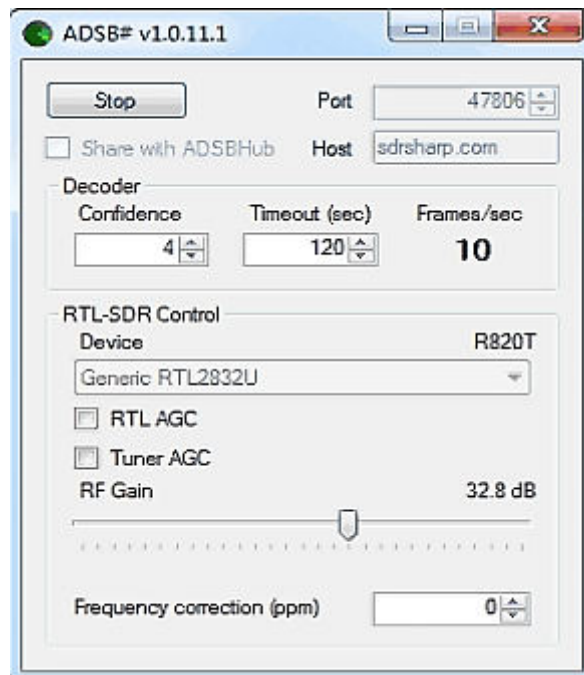 ADSB# v1.0.11.1
Stop Port 47806
Share with ADSBHub Host sdrsharp.com
Decoder
Confidence Timeout (sec) Frames/sec
4 120 10
RTL-SDR Control
Device R820T
Generic RTL2832U
RTL AGC
Tuner AGC
RF Gain 32.8 dB
Frequency correction (ppm) 0